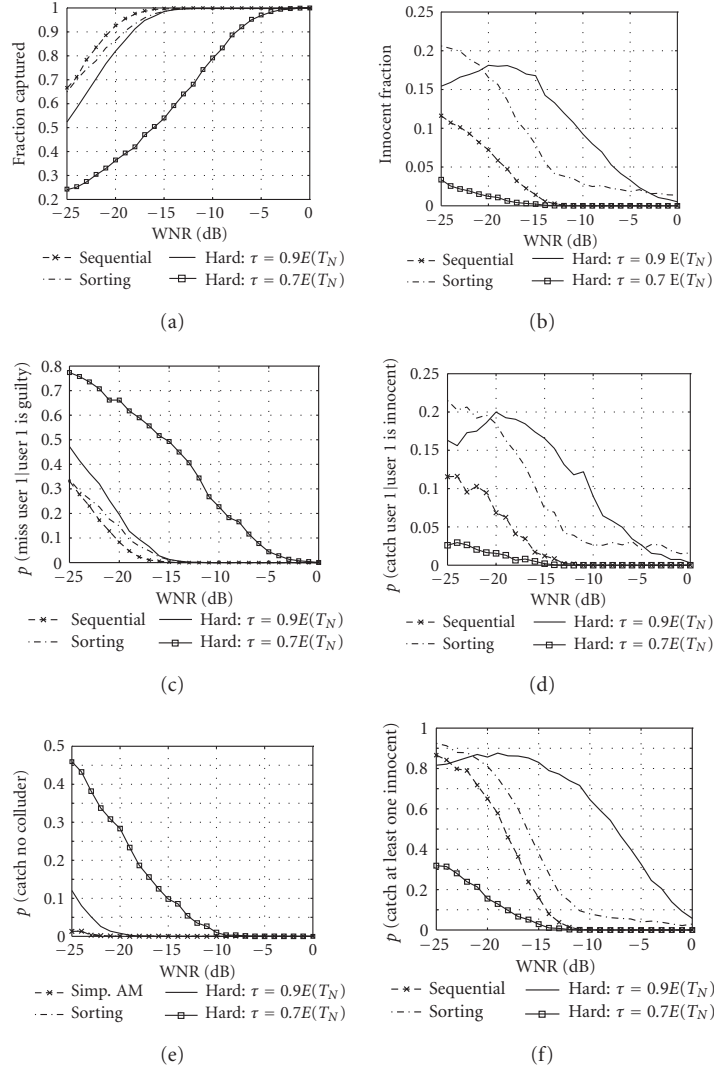 1
0.9
0.8
0.7
0.6
0.5
0.4
0.3
0.2
Fraction captured
−25 −20 −15 −10 −5 0
WNR (dB)
Sequential Hard: τ = 0.9E(T_N)
Sorting Hard: τ = 0.7E(T_N)
(a)
0.25
0.2
0.15
0.1
0.05
0
Innocent fraction
−25 −20 −15 −10 −5 0
WNR (dB)
Sequential Hard: τ = 0.9 E(T_N)
Sorting Hard: τ = 0.7 E(T_N)
(b)
0.8
0.7
0.6
0.5
0.4
0.3
0.2
0.1
0
p (miss user 1|user 1 is guilty)
−25 −20 −15 −10 −5 0
WNR (dB)
Sequential Hard: τ = 0.9E(T_N)
Sorting Hard: τ = 0.7E(T_N)
(c)
0.25
0.2
0.15
0.1
0.05
0
p (catch user 1|user 1 is innocent)
−25 −20 −15 −10 −5 0
WNR (dB)
Sequential Hard: τ = 0.9E(T_N)
Sorting Hard: τ = 0.7E(T_N)
(d)
0.5
0.4
0.3
0.2
0.1
0
p (catch no colluder)
−25 −20 −15 −10 −5 0
WNR (dB)
Simp. AM Hard: τ = 0.9E(T_N)
Sorting Hard: τ = 0.7E(T_N)
(e)
1
0.8
0.6
0.4
0.2
0
p (catch at least one innocent)
−25 −20 −15 −10 −5 0
WNR (dB)
Sequential Hard: τ = 0.9E(T_N)
Sorting Hard: τ = 0.7E(T_N)
(f)